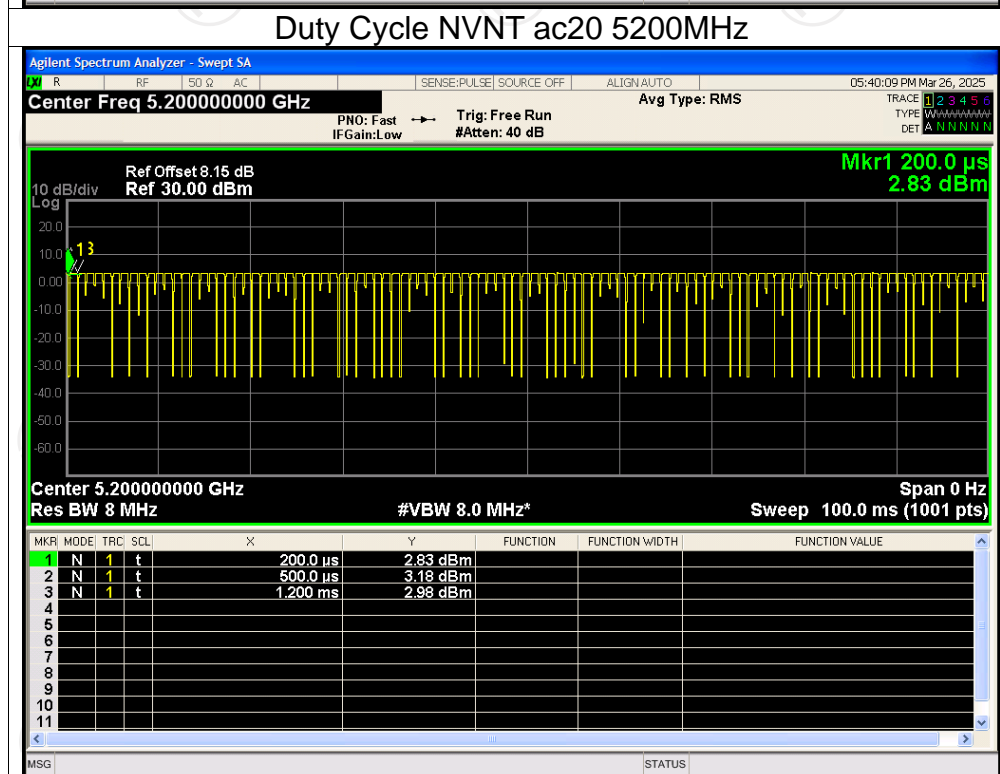 Duty Cycle NVNT ac20 5200MHz
Agilent Spectrum Analyzer - Swept SA
LXI R RF 50 Ω AC SENSE:PULSE SOURCE OFF ALIGN AUTO 05:40:09 PM Mar 26, 2025
Center Freq 5.200000000 GHz Avg Type: RMS TRACE 1 2 3 4 5 6
PNO: Fast Trig: Free Run TYPE WWWWWW
IFGain:Low #Atten: 40 dB DET A N N N N N
Mkr1 200.0 µs
Ref Offset 8.15 dB
10 dB/div Ref 30.00 dBm 2.83 dBm
Log
20.0
10.0
13
0.00
-10.0
-20.0
-30.0
-40.0
-50.0
-60.0
Center 5.200000000 GHz Span 0 Hz
Res BW 8 MHz #VBW 8.0 MHz* Sweep 100.0 ms (1001 pts)
MKR MODE TRC SCL X Y FUNCTION FUNCTION WIDTH FUNCTION VALUE
1 N 1 t 200.0 µs 2.83 dBm
2 N 1 t 500.0 µs 3.18 dBm
3 N 1 t 1.200 ms 2.98 dBm
4
5
6
7
8
9
10
11
MSG STATUS